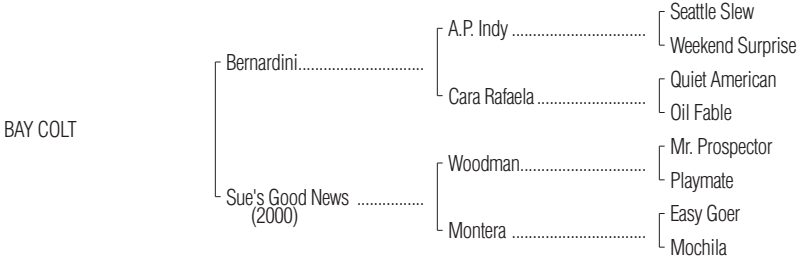 Seattle Slew
A.P. Indy ................................
Weekend Surprise
Bernardini..............................
Quiet American
Cara Rafaela ..........................
Oil Fable
BAY COLT
Mr. Prospector
Woodman..............................
Playmate
Sue's Good News ................
(2000)
Easy Goer
Montera ................................
Mochila